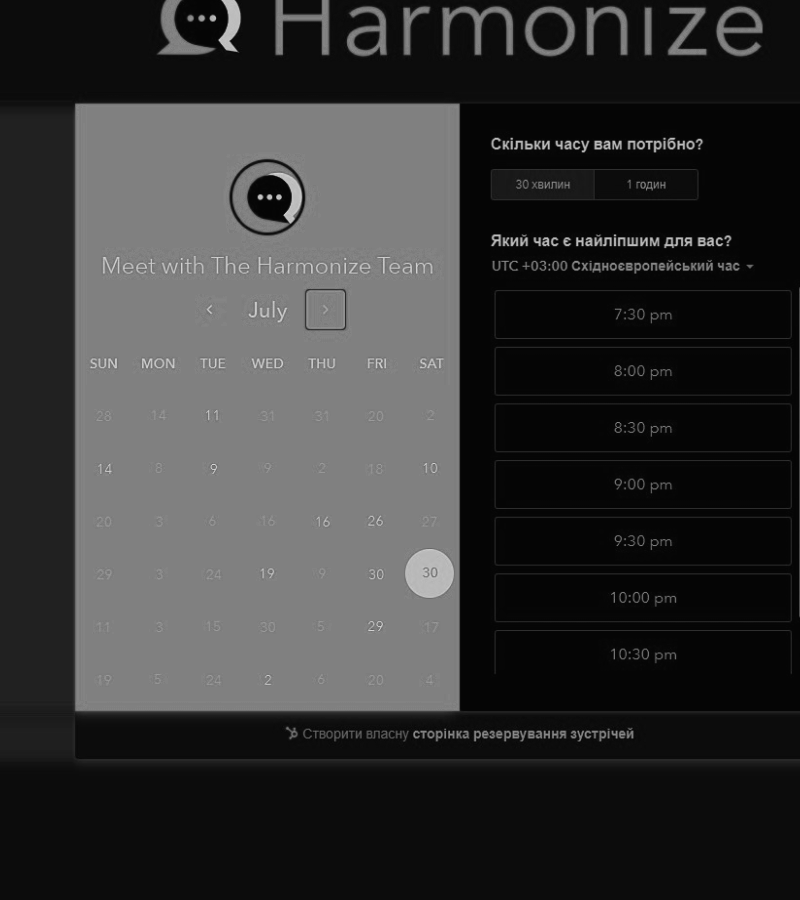 Harmonize
Meet with The Harmonize Team
July
SUN MON TUE WED THU FRI SAT
28 14 11 31 31 20 2
14 8 9 9 2 18 10
20 3 6 16 16 26 27
29 3 24 19 9 30 30
11 3 15 30 5 29 17
19 5 24 2 6 20 4
Скільки часу вам потрібно?
30 хвилин 1 годин
Який час є найліпшим для вас?
UTC +03:00 Східноєвропейський час
7:30 pm
8:00 pm
8:30 pm
9:00 pm
9:30 pm
10:00 pm
10:30 pm
Створити власну сторінка резервування зустрічей